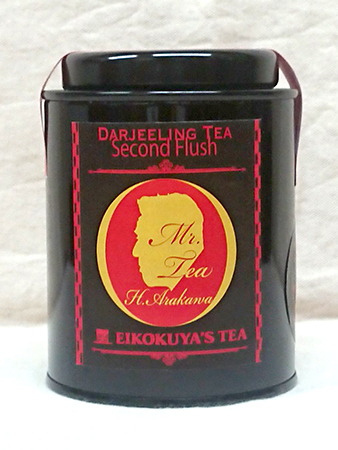 DARJEELING TEA
Second Flush
Mr.
Tea
H. Arakawa
EIKOKUYA'S TEA